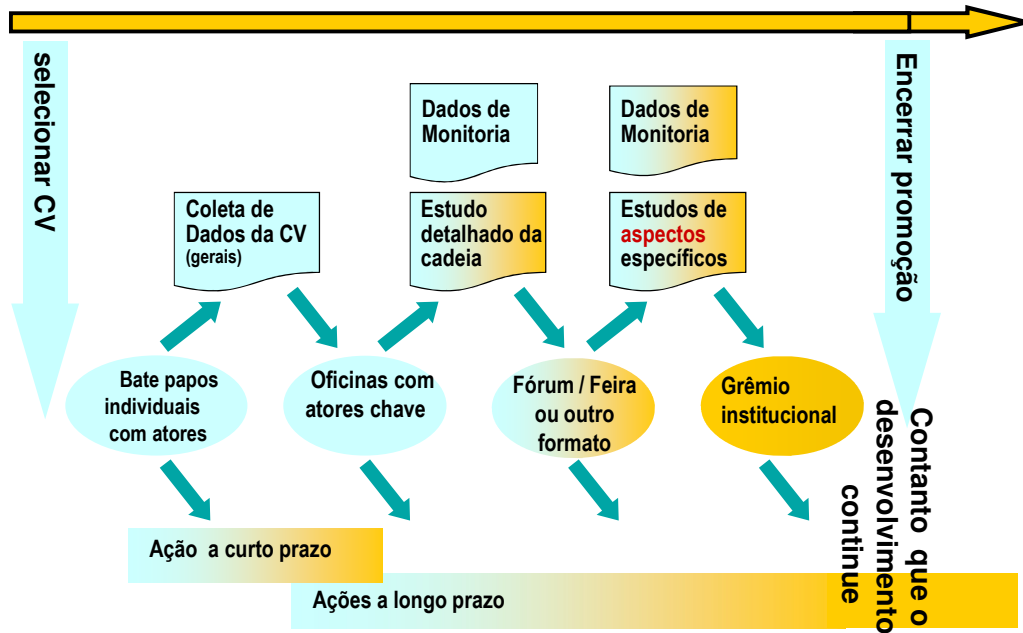 selecionar CV
Dados de
Monitoria
Dados de
Monitoria
Encerrar promoção
Coleta de
Dados da CV
(gerais)
Estudo
detalhado da
cadeia
Estudos de
aspectos
específicos
Bate papos
individuais
com atores
Oficinas com
atores chave
Fórum / Feira
ou outro
formato
Grêmio
institucional
Contanto que o
desenvolvimento
continue
Ação a curto prazo
Ações a longo prazo